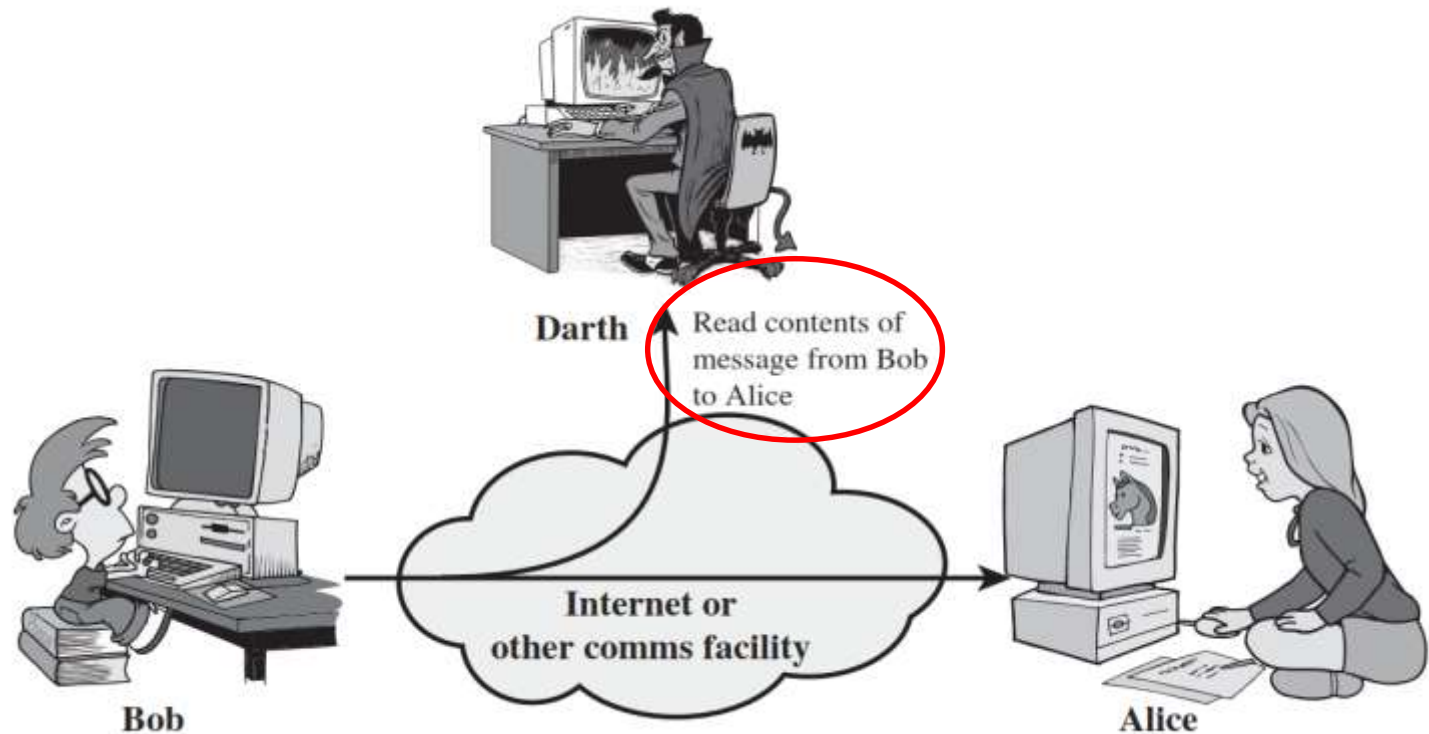 Darth
Read contents of
message from Bob
to Alice
Internet or
other comms facility
Bob
Alice